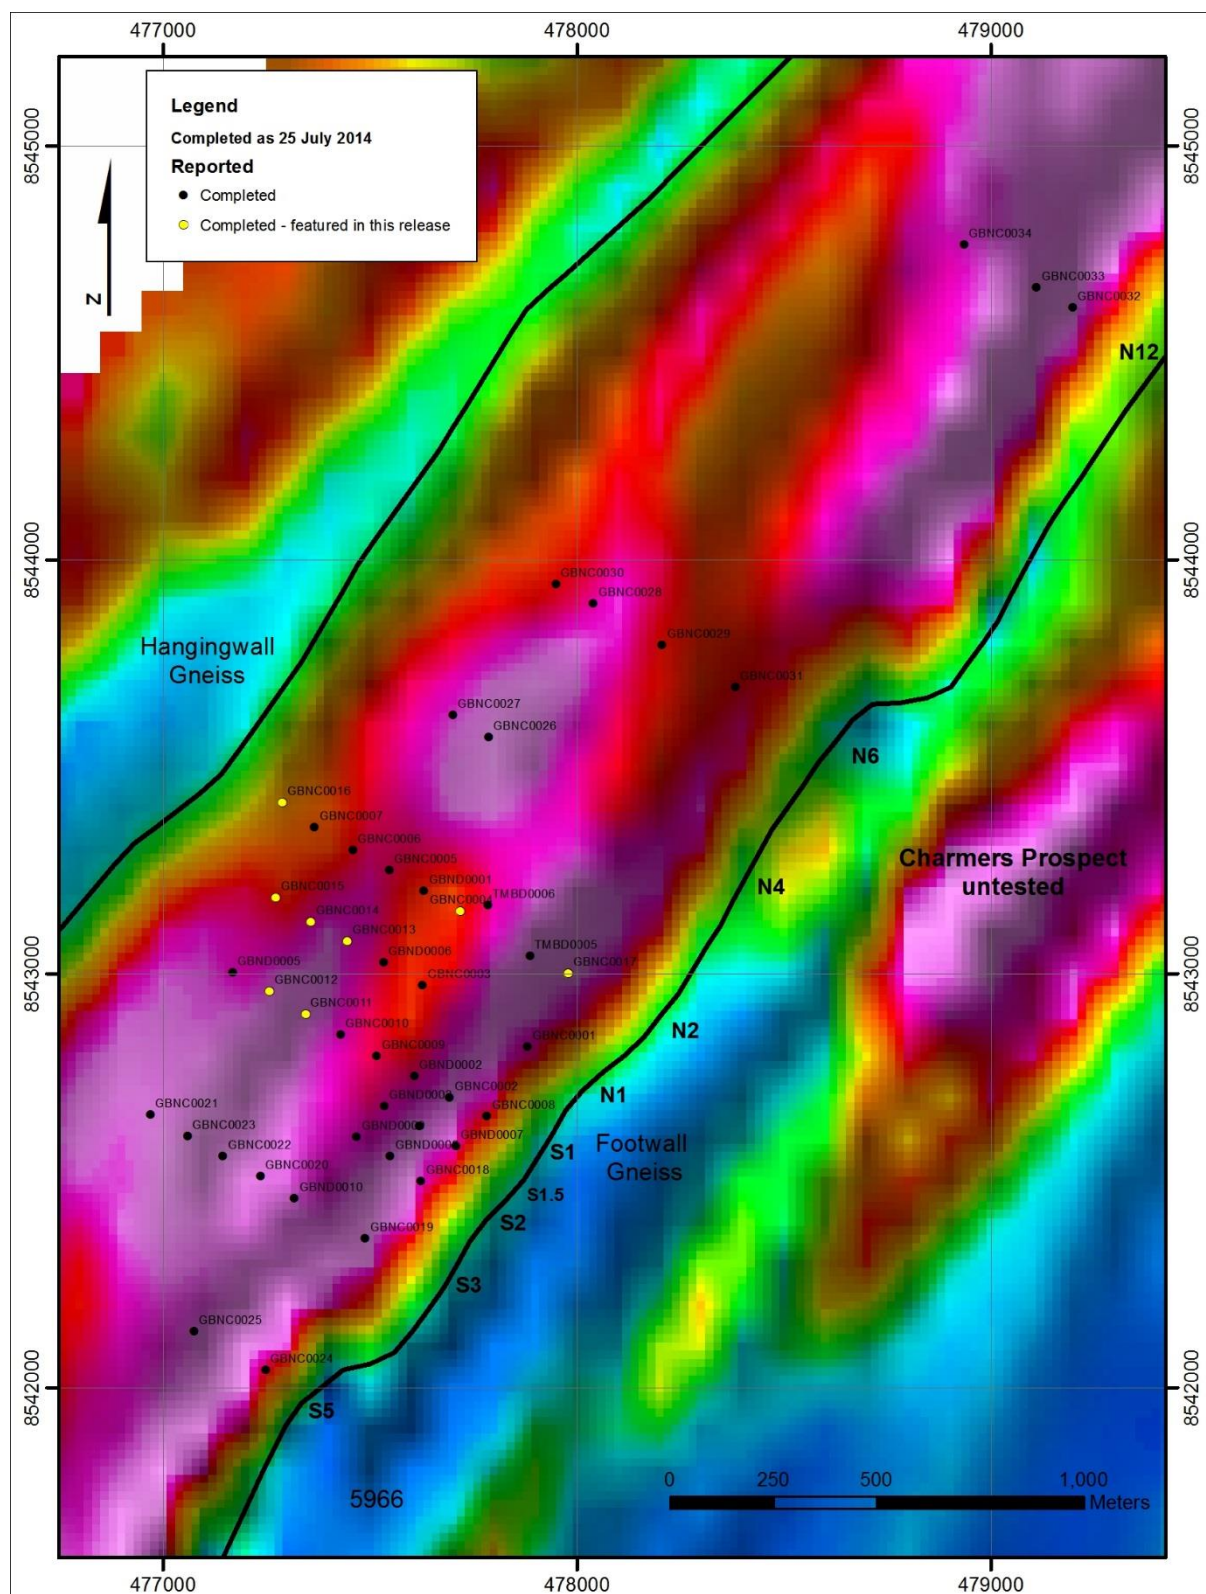 477000
478000
479000
Legend
Completed as 25 July 2014
Reported
Completed
Completed - featured in this release
8545000
8545000
Z
GBNC0034
GBNC0033
GBNC0032
N12
8544000
8544000
GBNC0030
GBNC0028
GBNC0029
GBNC0031
Hangingwall
Gneiss
GBNC0027
GBNC0026
N6
GBNC0016
GBNC0007
GBNC0006
GBNC0005
GBND0001
GBNC0004
TMBD0006
Charmers Prospect
untested
N4
GBNC0015
GBNC0014
GBNC0013
GBND0006
TMBD0005
GBNC0017
GBND0005
GBNC0012
GBNC0003
8543000
8543000
GBNC0011
GBNC0010
GBNC0009
GBNC0001
N2
GBND0002
GBNC0002
GBNC0008
N1
GBNC0021
GBNC0023
GBND0007
Footwall
Gneiss
S1
GBNC0022
GBNC0020
GBND0010
GBNC0018
S1.5
S2
GBNC0019
S3
GBNC0025
GBNC0024
8542000
8542000
S5
5966
0
250
500
1,000
Meters
477000
478000
479000